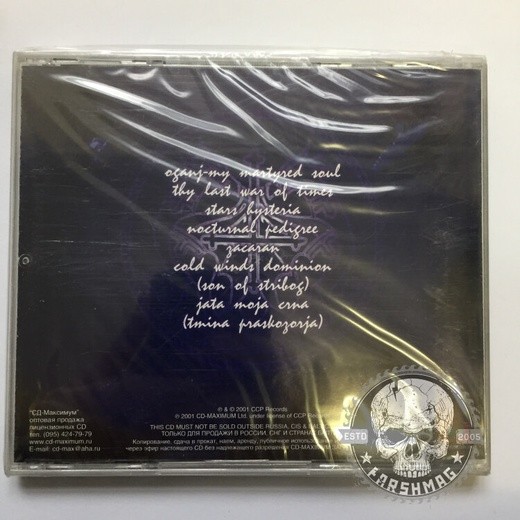 oganj-my martyred soul
thy last war of times
stars hysteria
nocturnal pedigree
zacaran
cold winds dominion
(son of stribog)
jata moja crna
(tmina praskozorja)
℗ & © 2001 CCP Records
© 2001 CD-MAXIMUM Ltd. under license of CCP Records
THIS CD MUST NOT BE SOLD OUTSIDE RUSSIA, CIS &
ТОЛЬКО ДЛЯ ПРОДАЖИ В РОССИИ, СНГ И СТРАНАХ
Копирование, сдача в прокат, наем, аренду, публичное использование
через эфир настоящего CD без надлежащего разрешения CD-MAXIMUM
"СД-Максимум"
оптовая продажа
лицензионных CD
тел. (095) 424-79-79
www.cd-maximum.ru
E-mail: cd-max@aha.ru
ESTD 2005
FARSHMAG